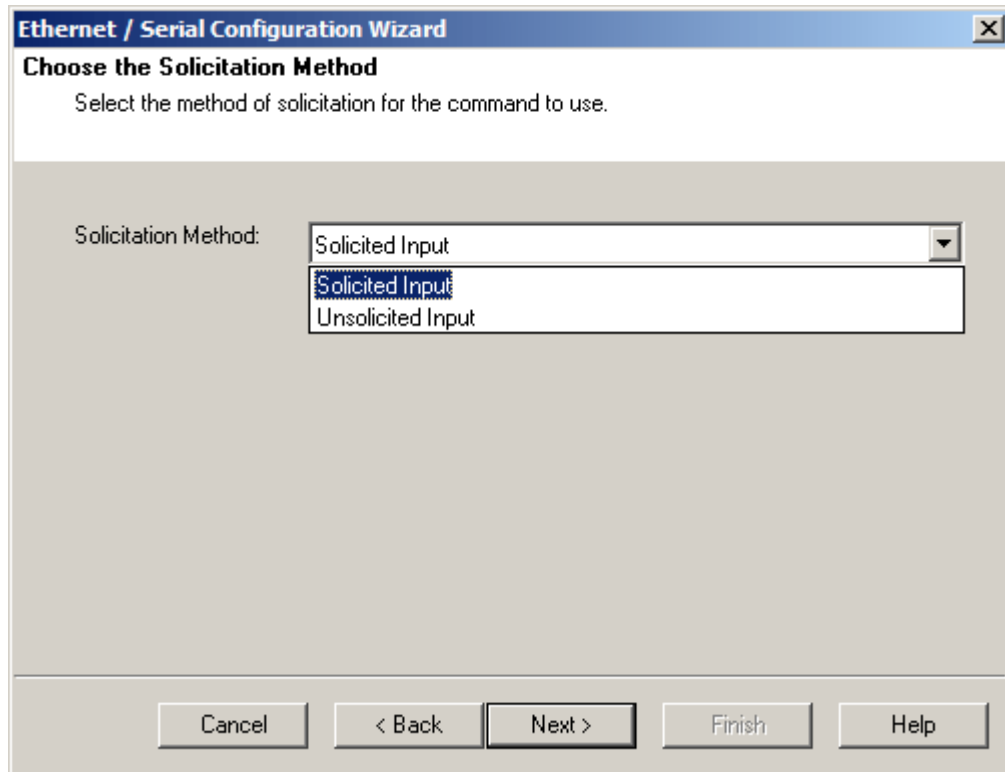 Ethernet / Serial Configuration Wizard
Choose the Solicitation Method
Select the method of solicitation for the command to use.
Solicitation Method:
Solicited Input
Solicited Input
Unsolicited Input
Cancel
< Back
Next >
Finish
Help